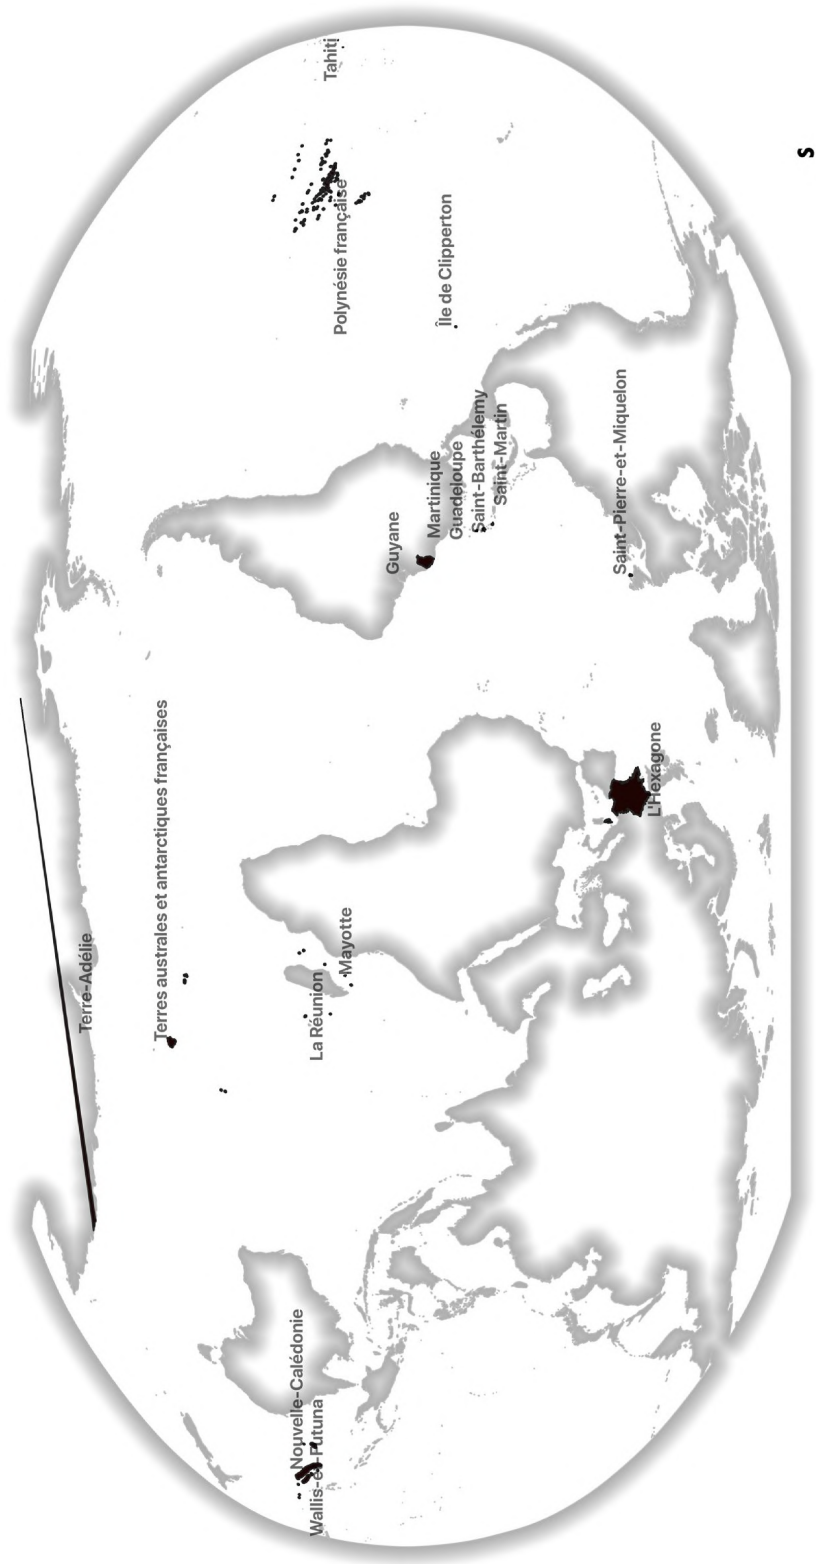 s
Saint-Pierre-et-Miquelon
L'Hexagone
Saint-Martin
Saint-Barthélemy
Guadeloupe
Martinique
Île de Clipperton
Guyane
Mayotte
Polynésie française
Tahiti
La Réunion
Nouvelle-Calédonie
Wallis-et-Futuna
Terres australes et antarctiques françaises
Terre-Adélie